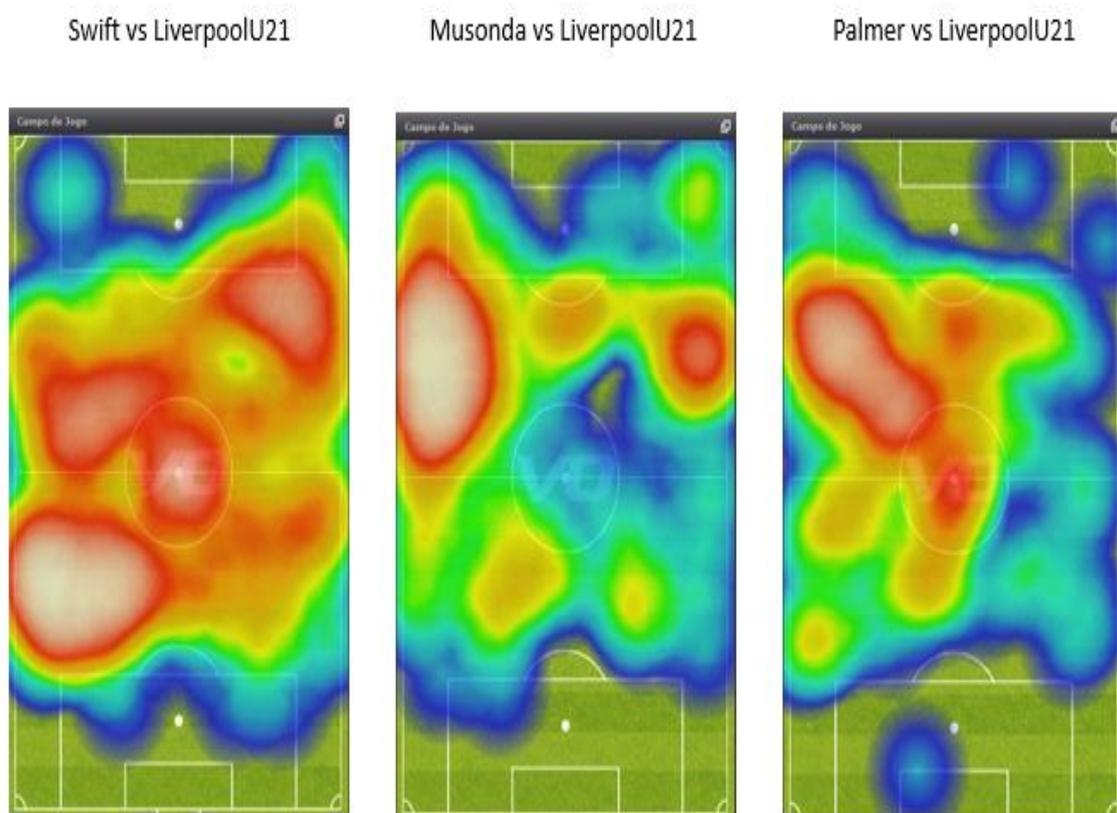 Swift vs LiverpoolU21
Musonda vs LiverpoolU21
Palmer vs LiverpoolU21
Campo de Jogo
Campo de Jogo
Campo de Jogo